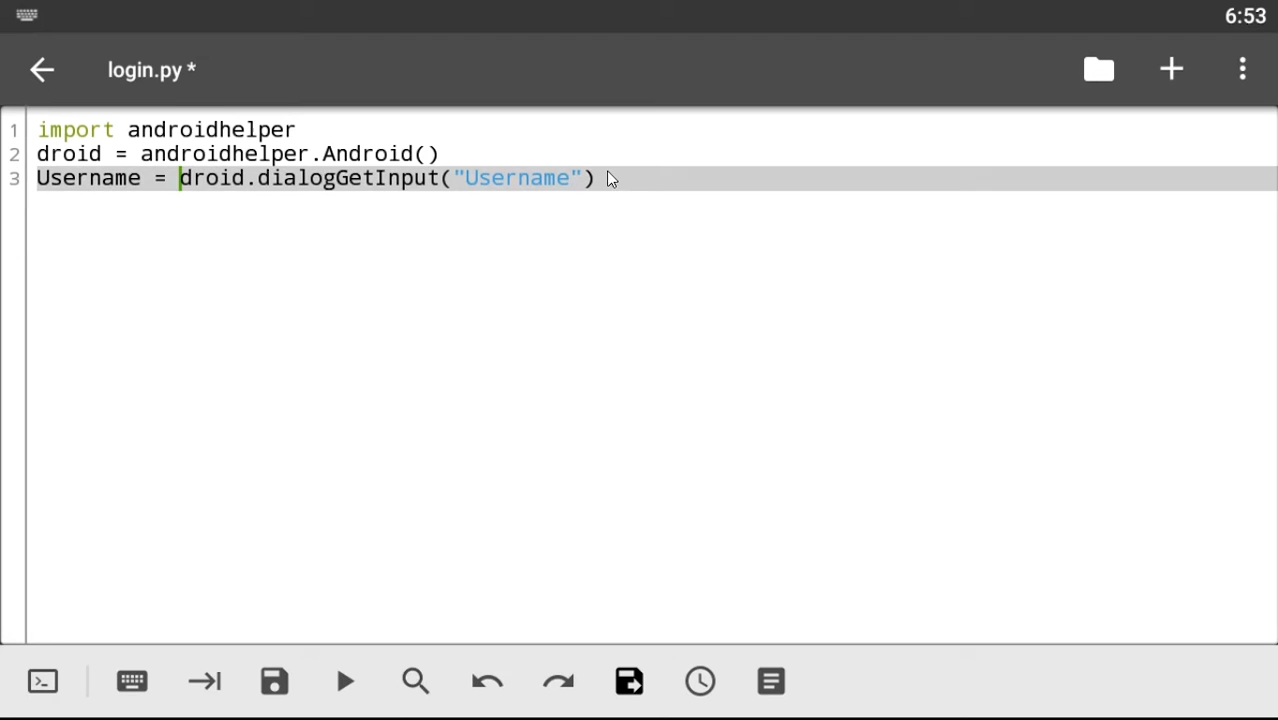 6:53
login.py *
1 import androidhelper
2 droid = androidhelper.Android()
3 Username = droid.dialogGetInput("Username")